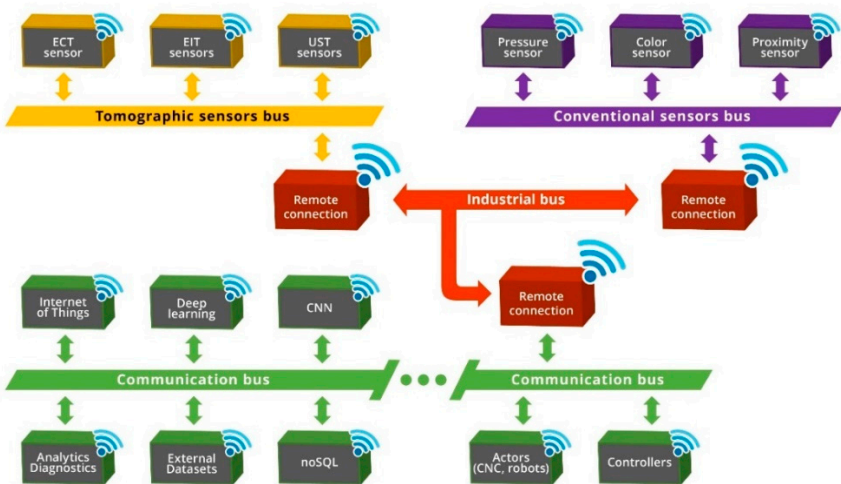 ECT
sensor
EIT
sensors
UST
sensors
Pressure
sensor
Color
sensor
Proximity
sensor
Tomographic sensors bus
Conventional sensors bus
Remote
connection
Industrial bus
Remote
connection
Internet
of Things
Deep
learning
CNN
Remote
connection
Communication bus
Communication bus
Analytics
Diagnostics
External
Datasets
noSQL
Actors
(CNC, robots)
Controllers